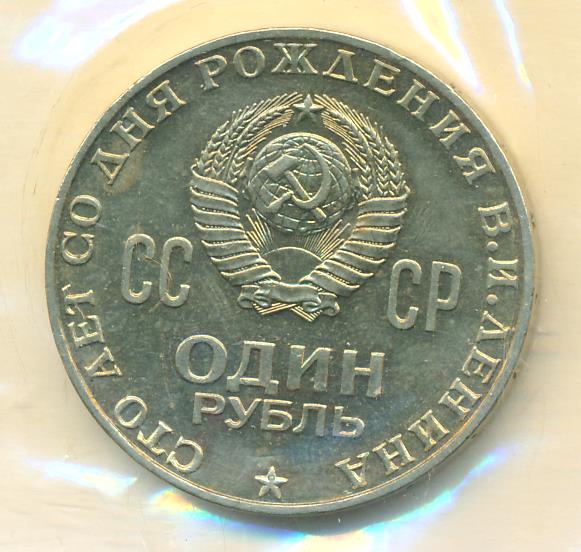 СТО ЛЕТ СО ДНЯ РОЖДЕНИЯ В.И.ЛЕНИНА
СС СР
ОДИН
РУБЛЬ